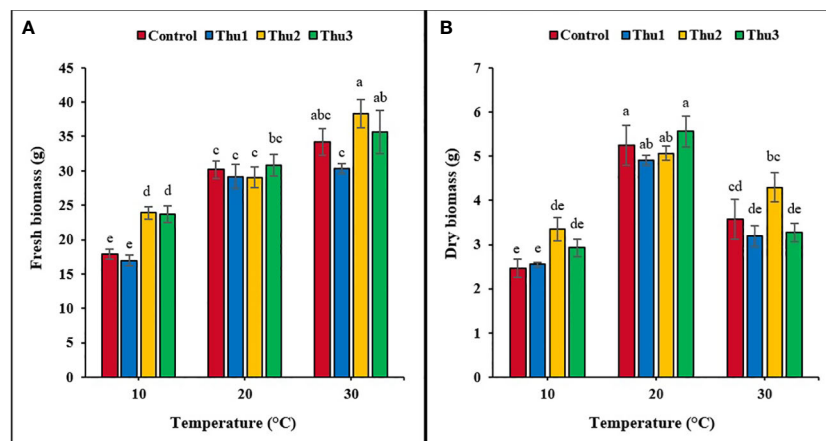 A
Control Thu1 Thu2 Thu3
Fresh biomass (g)
45
40
35
30
25
20
15
10
5
0
e e d d
c c c bc
abc c a ab
10 20 30
Temperature (°C)
B
Control Thu1 Thu2 Thu3
Dry biomass (g)
7
6
5
4
3
2
1
0
e e de de
a ab ab a
cd de bc de
10 20 30
Temperature (°C)